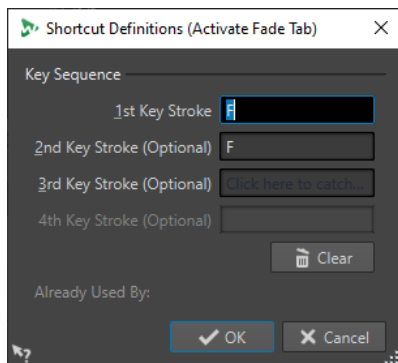 Shortcut Definitions (Activate Fade Tab)
Key Sequence
1st Key Stroke F
2nd Key Stroke (Optional) F
3rd Key Stroke (Optional) Click here to catch...
4th Key Stroke (Optional)
Clear
Already Used By:
OK Cancel